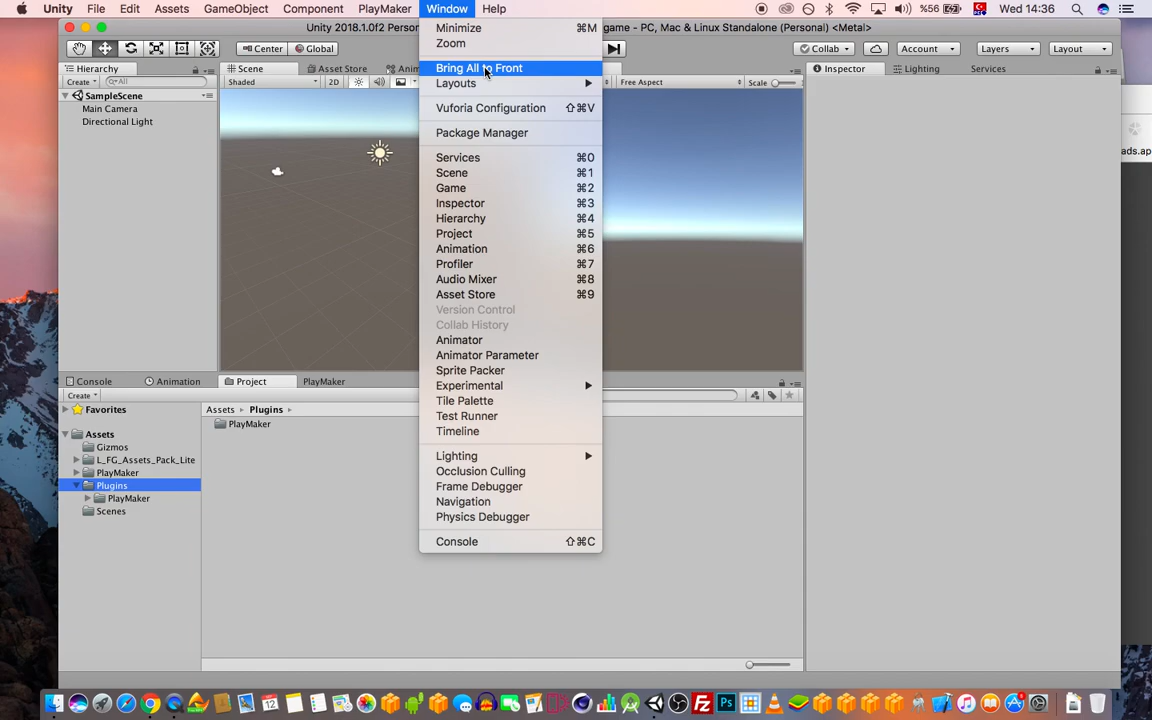 Unity File Edit Assets GameObject Component PlayMaker Window Help %56 Wed 14:36
Unity 2018.1.0f2 Person game - PC, Mac & Linux Standalone (Personal) <Metal>
Center Global Collab Account Layers Layout
Hierarchy Scene Asset Store Anim Inspector Lighting Services
Create All Shaded 2D Free Aspect Scale
SampleScene
Main Camera
Directional Light
Minimize ⌘M
Zoom
Bring All to Front
Layouts
Vuforia Configuration ⇧⌘V
Package Manager
Services ⌘0
Scene ⌘1
Game ⌘2
Inspector ⌘3
Hierarchy ⌘4
Project ⌘5
Animation ⌘6
Profiler ⌘7
Audio Mixer ⌘8
Asset Store ⌘9
Version Control
Collab History
Animator
Animator Parameter
Sprite Packer
Experimental
Tile Palette
Test Runner
Timeline
Lighting
Occlusion Culling
Frame Debugger
Navigation
Physics Debugger
Console ⇧⌘C
ads.ap
Console Animation Project PlayMaker
Create
Favorites
Assets
Gizmos
L_FG_Assets_Pack_Lite
PlayMaker
Plugins
PlayMaker
Scenes
Assets Plugins
PlayMaker